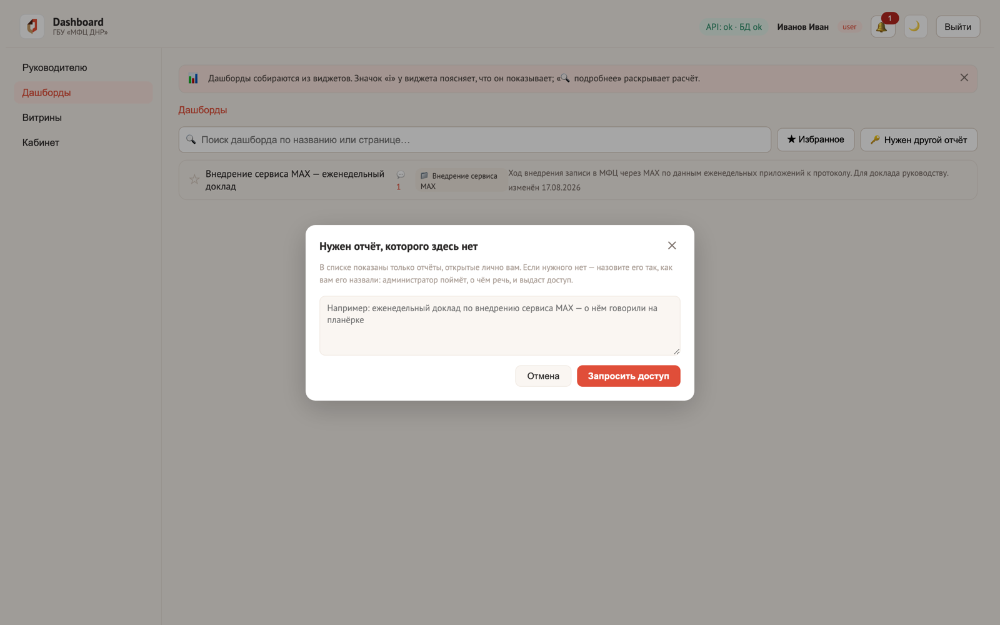 Dashboard
ГБУ «МФЦ ДНР»
API: ok · БД ok
Иванов Иван
user
1
Выйти
Руководителю
Дашборды
Витрины
Кабинет
Дашборды собираются из виджетов. Значок «i» у виджета поясняет, что он показывает; «🔍 подробнее» раскрывает расчёт.
Дашборды
Поиск дашборда по названию или странице…
★ Избранное
Нужен другой отчёт
Внедрение сервиса MAX — еженедельный
доклад
1
Внедрение сервиса
MAX
Ход внедрения записи в МФЦ через MAX по данным еженедельных приложений к протоколу. Для доклада руководству.
изменён 17.08.2026
Нужен отчёт, которого здесь нет
В списке показаны только отчёты, открытые лично вам. Если нужного нет — назовите его так, как
вам его назвали: администратор поймёт, о чём речь, и выдаст доступ.
Например: еженедельный доклад по внедрению сервиса MAX — о нём говорили на
планёрке
Отмена
Запросить доступ